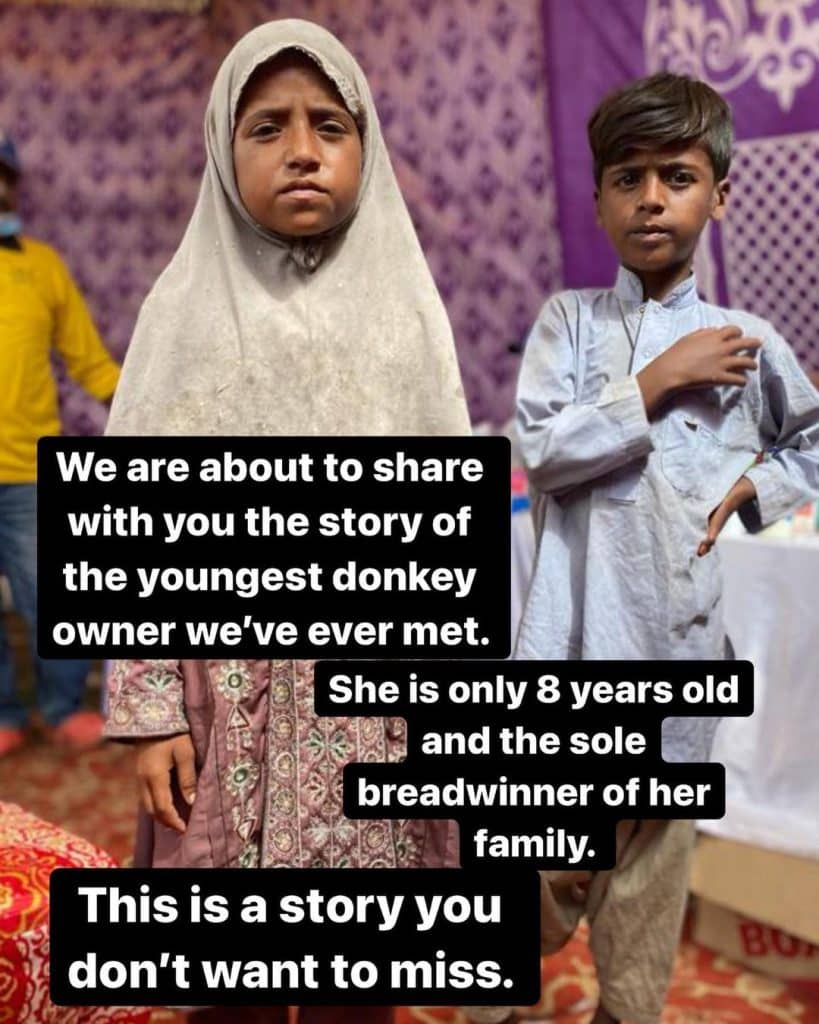 We are about to share
with you the story of
the youngest donkey
owner we’ve ever met.
She is only 8 years old
and the sole
breadwinner of her
family.
This is a story you
don’t want to miss.